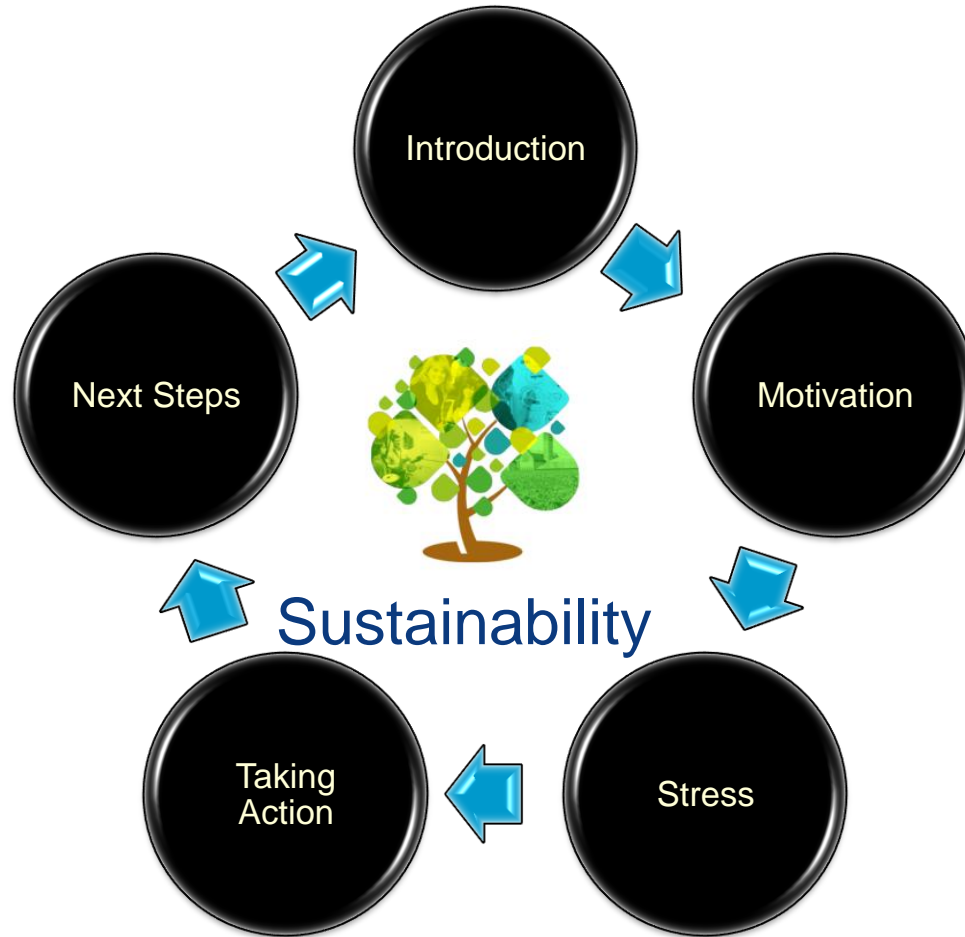 Introduction
Motivation
Stress
Taking
Action
Next Steps
Sustainability